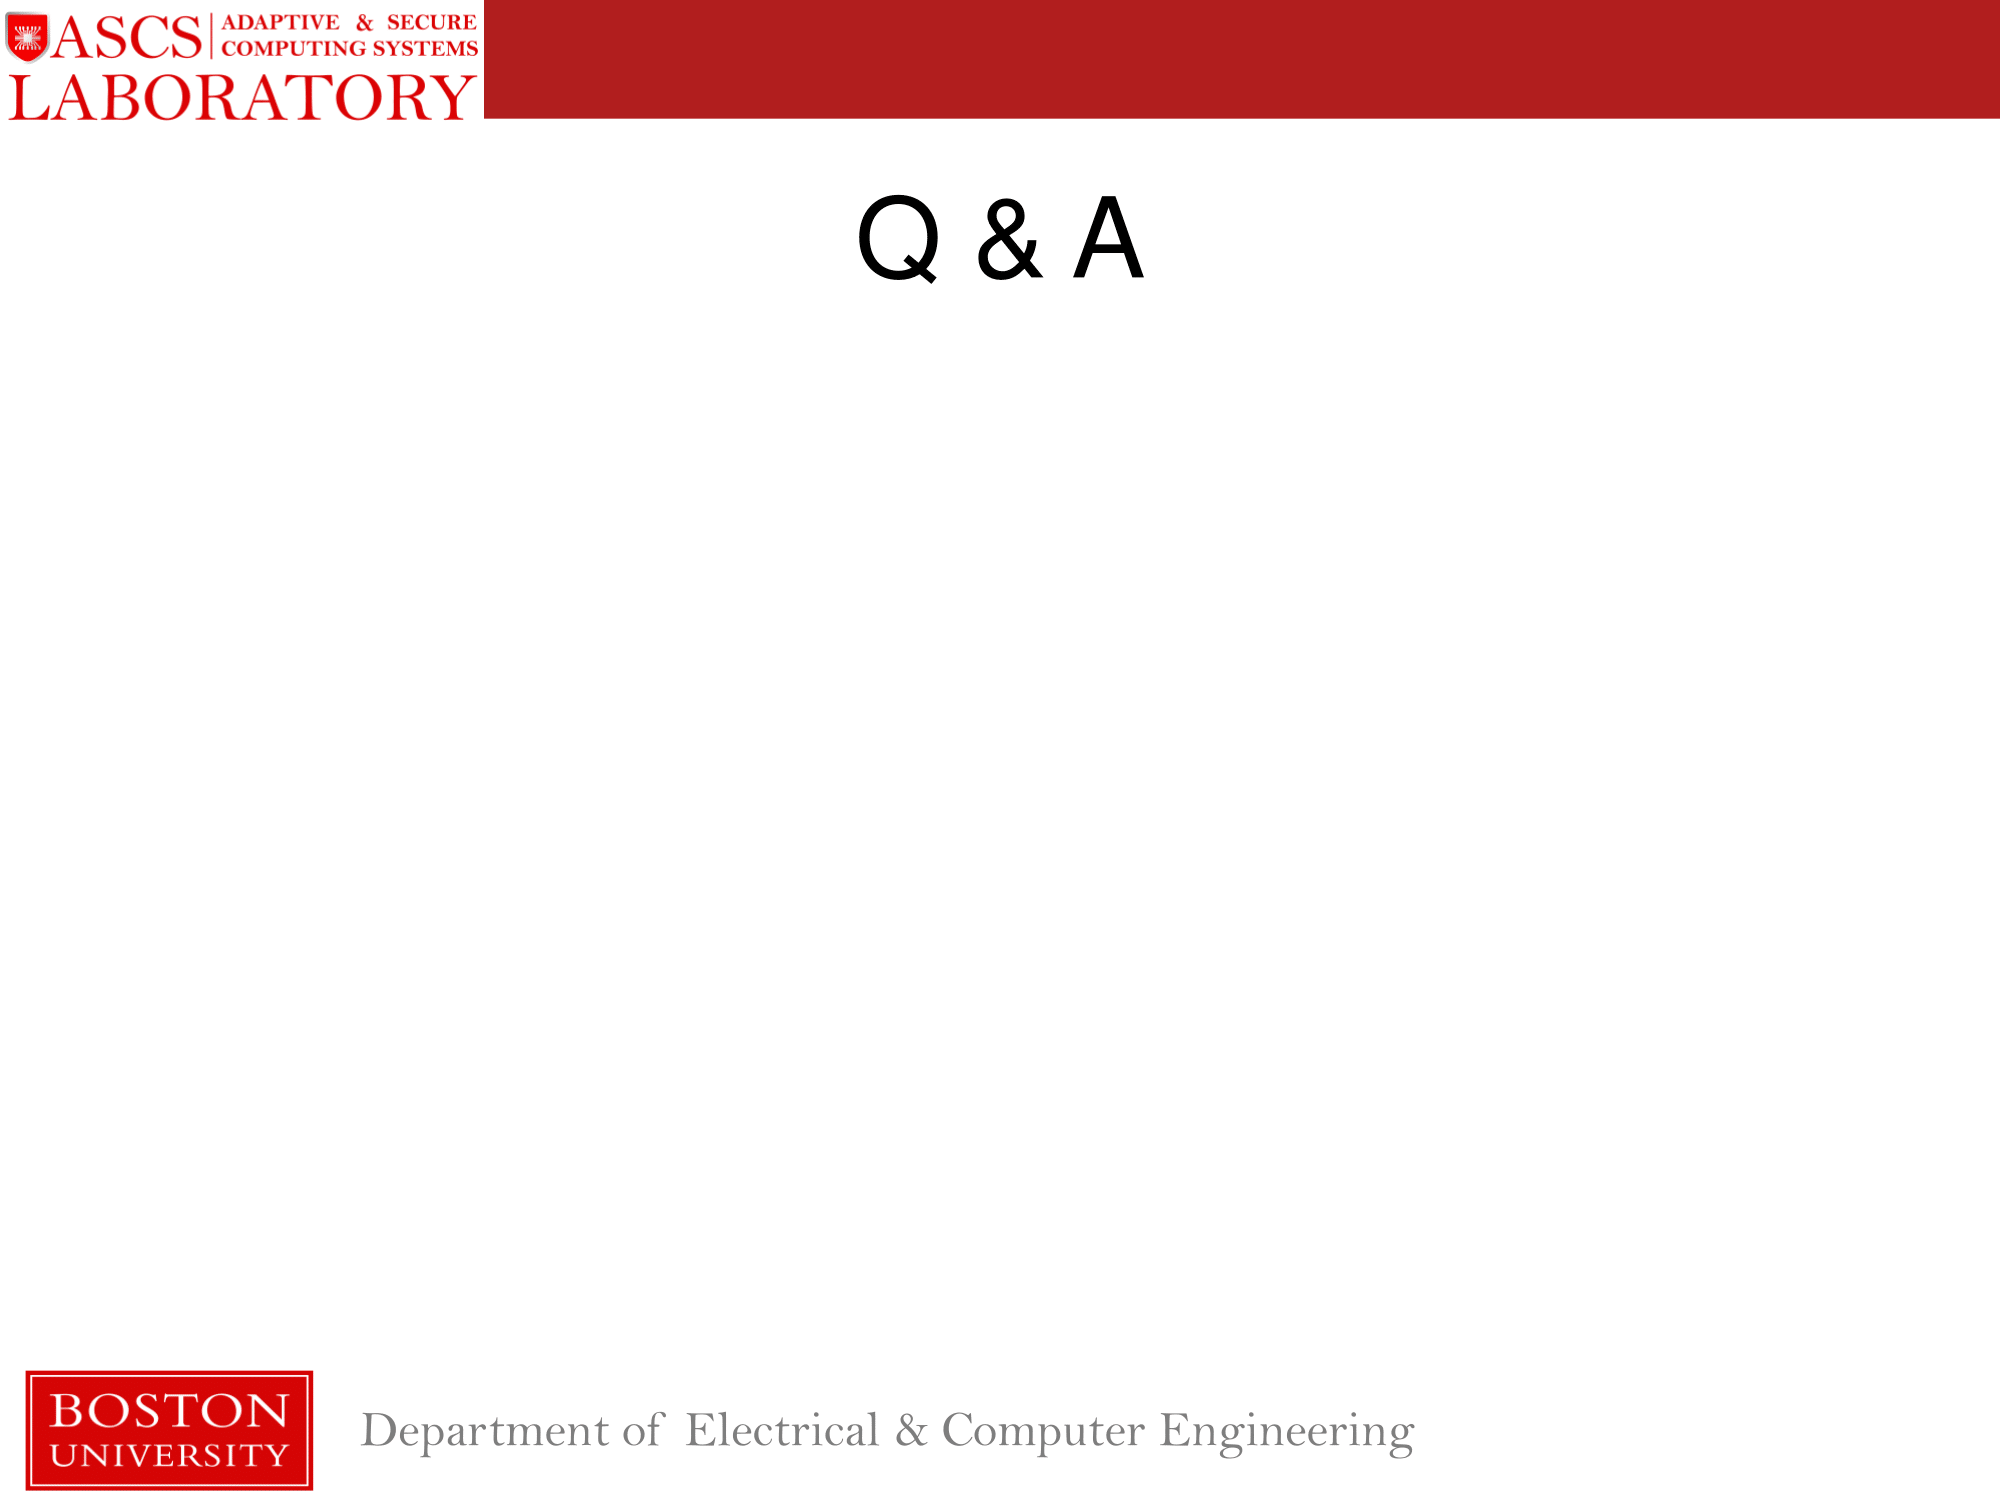 ASCS ADAPTIVE & SECURE
COMPUTING SYSTEMS
LABORATORY
Q & A
BOSTON
UNIVERSITY
Department of Electrical & Computer Engineering